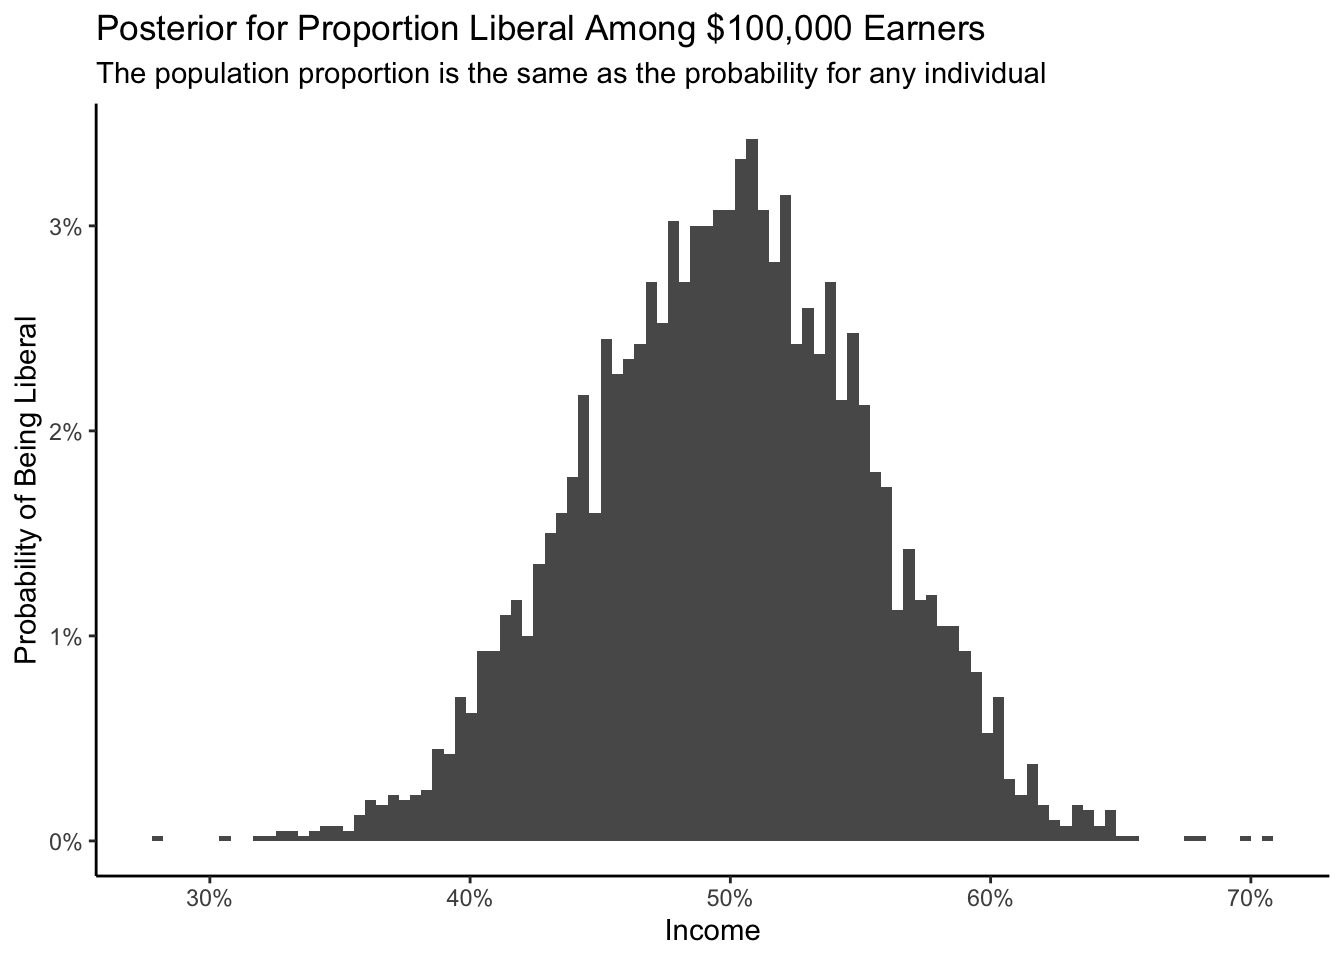 Posterior for Proportion Liberal Among $100,000 Earners
The population proportion is the same as the probability for any individual
Probability of Being Liberal
3%
2%
1%
0%
30%
40%
50%
60%
70%
Income